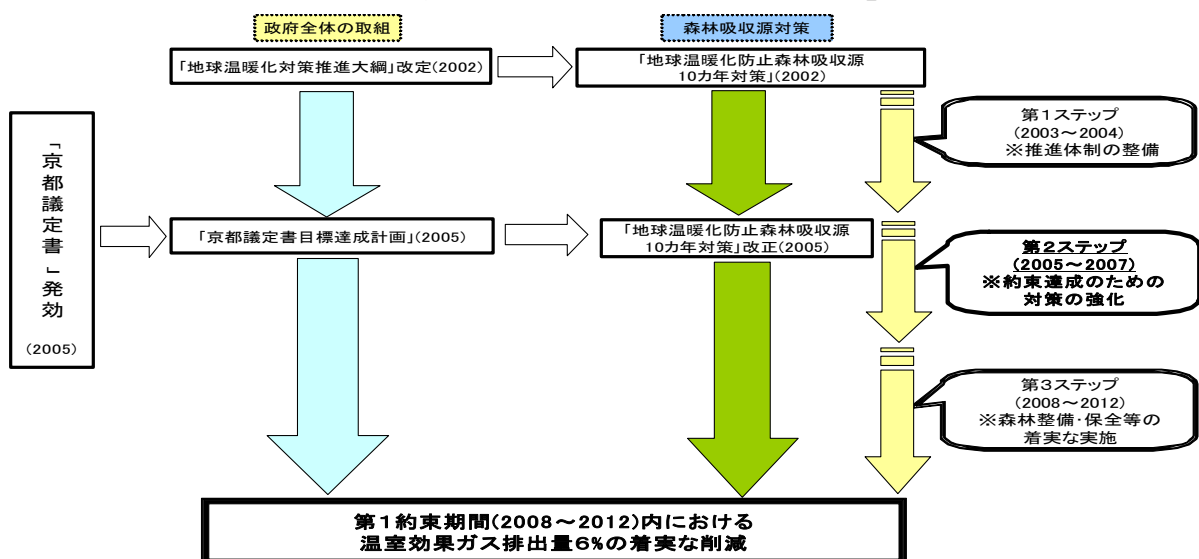 政府全体の取組
森林吸収源対策
「地球温暖化対策推進大綱」改定(2002)
「地球温暖化防止森林吸収源
10カ年対策」(2002)
第1ステップ
(2003～2004)
※推進体制の整備
「京都議定書」発効
(2005)
「京都議定書目標達成計画」(2005)
「地球温暖化防止森林吸収源
10カ年対策」改正(2005)
第2ステップ
(2005～2007)
※約束達成のための
対策の強化
第3ステップ
(2008～2012)
※森林整備・保全等の
着実な実施
第1約束期間(2008～2012)内における
温室効果ガス排出量6%の着実な削減